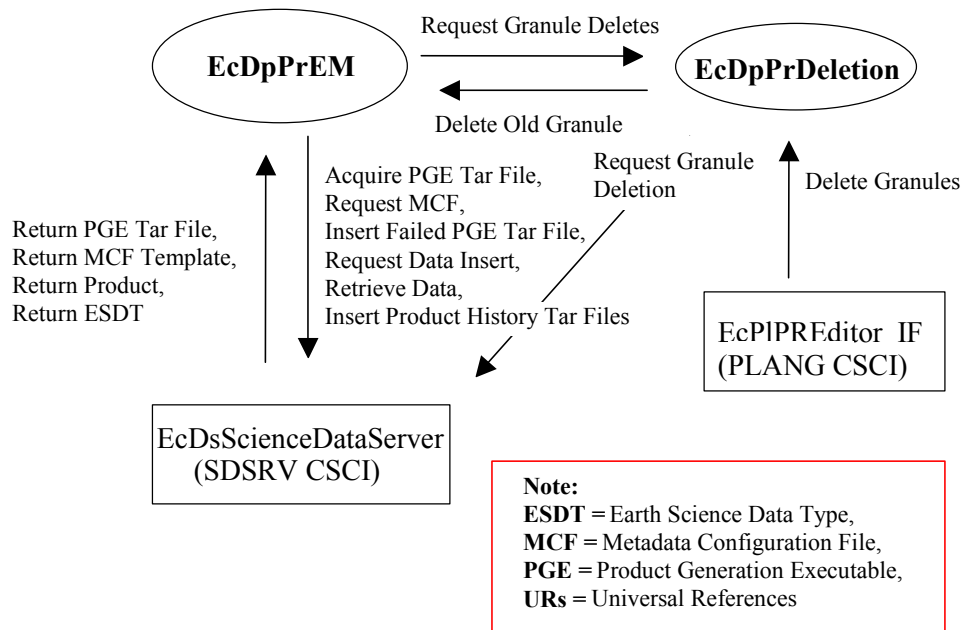 Request Granule Deletes
EcDpPrEM
EcDpPrDeletion
Delete Old Granule
Request Granule
Deletion
Delete Granules
Acquire PGE Tar File,
Request MCF,
Insert Failed PGE Tar File,
Request Data Insert,
Retrieve Data,
Insert Product History Tar Files
Return PGE Tar File,
Return MCF Template,
Return Product,
Return ESDT
EcPlPREditor_IF
(PLANG CSCI)
EcDsScienceDataServer
(SDSRV CSCI)
Note:
ESDT = Earth Science Data Type,
MCF = Metadata Configuration File,
PGE = Product Generation Executable,
URs = Universal References